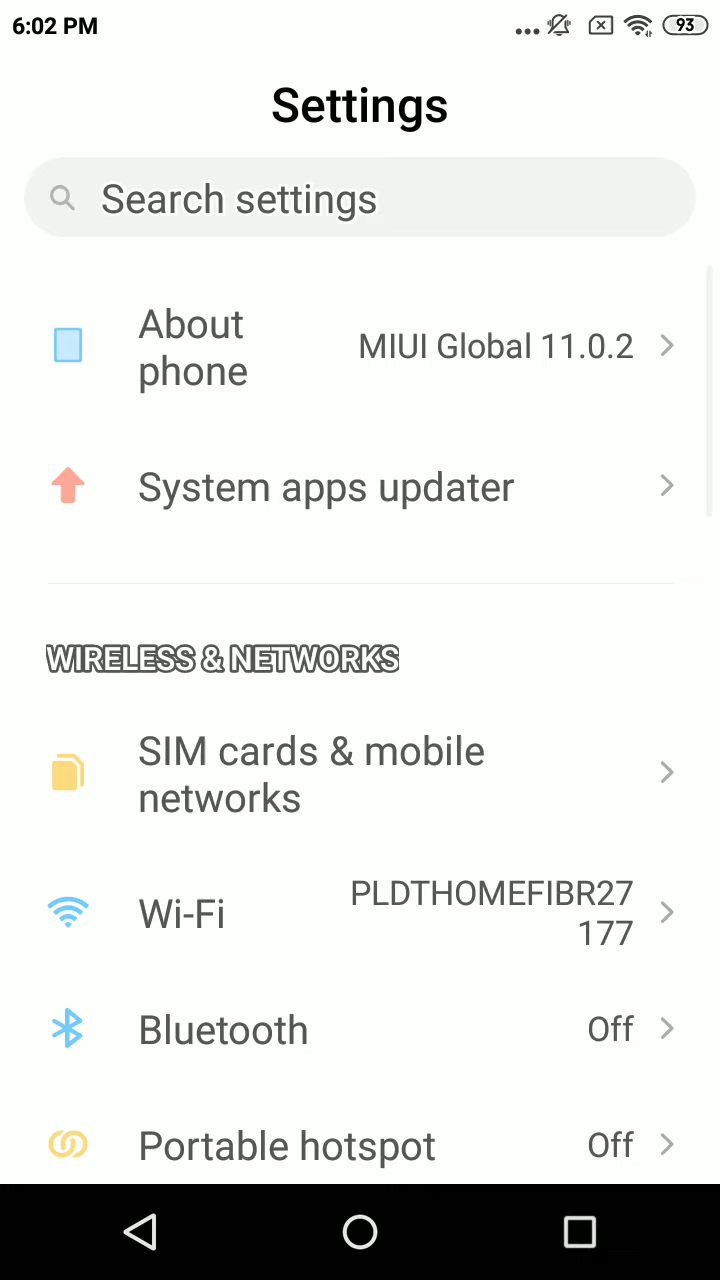 6:02 PM
93
Settings
Search settings
About
phone
MIUI Global 11.0.2
System apps updater
WIRELESS & NETWORKS
SIM cards & mobile
networks
Wi-Fi
PLDTHOMEFIBR27
177
Bluetooth
Off
Portable hotspot
Off